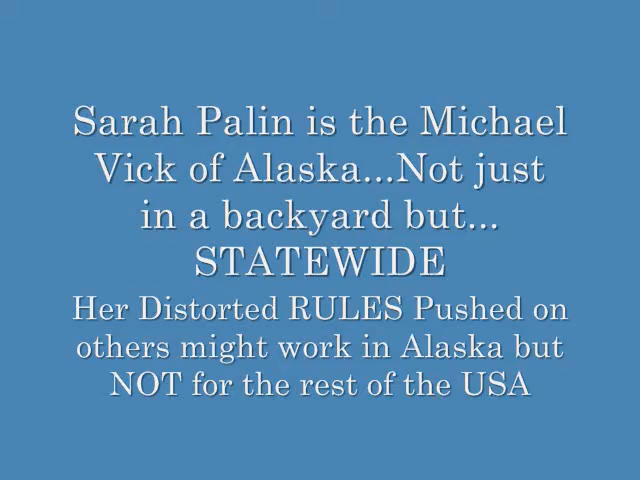 Sarah Palin is the Michael
Vick of Alaska...Not just
in a backyard but...
STATEWIDE
Her Distorted RULES Pushed on
others might work in Alaska but
NOT for the rest of the USA